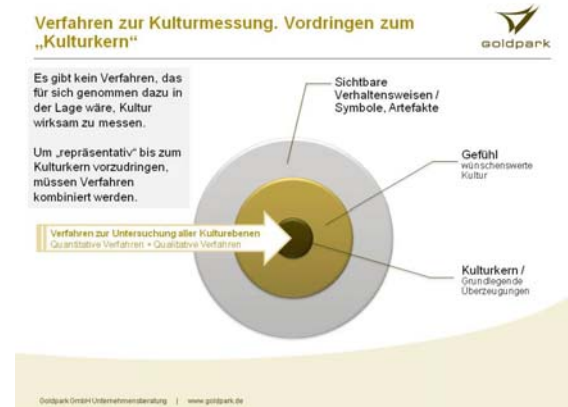 Verfahren zur Kulturmessung. Vordringen zum
„Kulturkern“
goldpark
Es gibt kein Verfahren, das
für sich genommen dazu in
der Lage wäre, Kultur
wirksam zu messen.
Um „repräsentativ“ bis zum
Kulturkern vorzudringen,
müssen Verfahren
kombiniert werden.
Sichtbare
Verhaltensweisen /
Symbole, Artefakte
Gefühl
wünschenswerte
Kultur
Verfahren zur Untersuchung aller Kulturebenen
Quantitative Verfahren + Qualitative Verfahren
Kulturkern /
Grundlegende
Überzeugungen
Goldpark GmbH Unternehmensberatung | www.goldpark.de